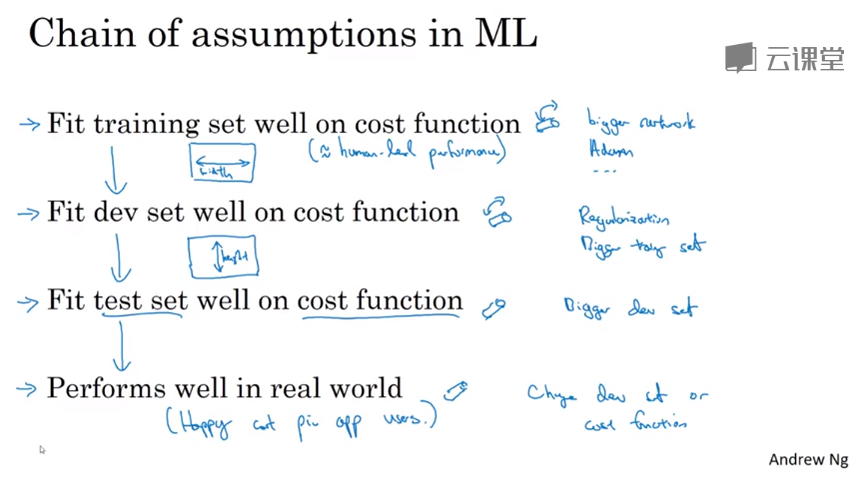 Chain of assumptions in ML
云课堂
→ Fit training set well on cost function
bigger network
Adam
...
(≈ human-level performance)
width
→ Fit dev set well on cost function
Regularization
Bigger training set
height
→ Fit test set well on cost function
Bigger dev set
→ Performs well in real world
Change dev set or
cost function
(Happy cat pic app users.)
Andrew Ng